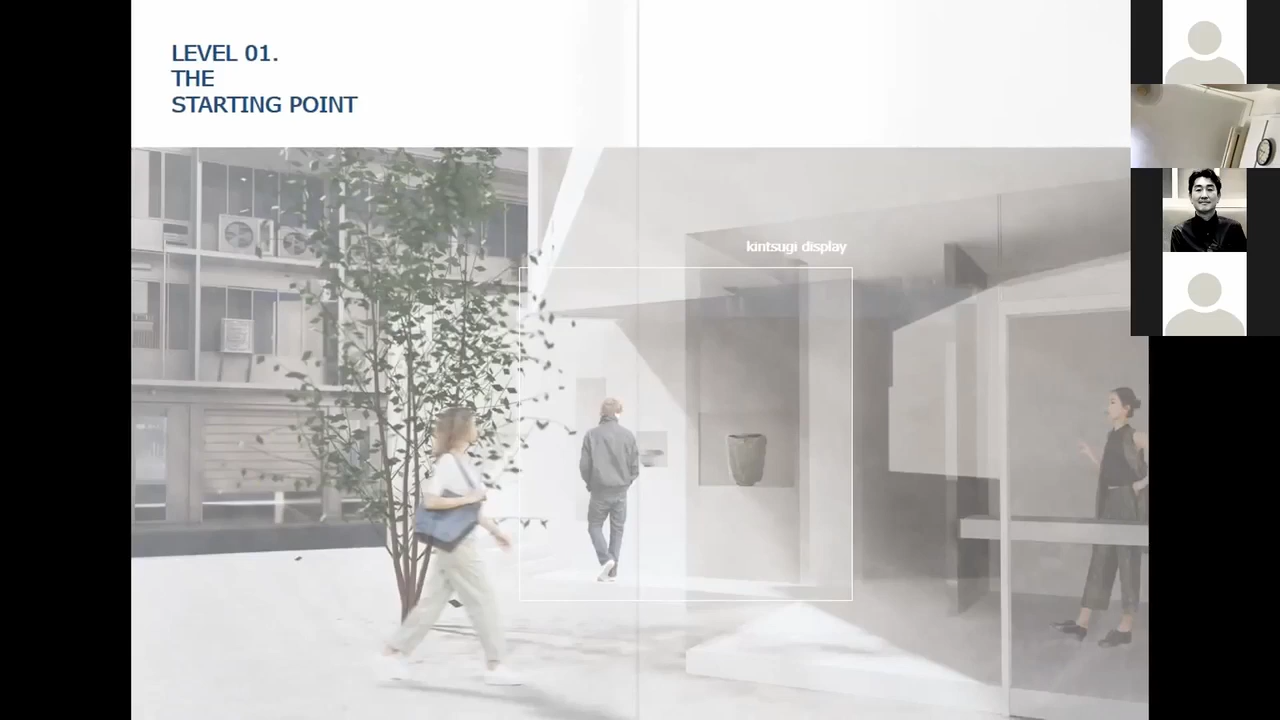 LEVEL 01.
THE
STARTING POINT
kintsugi display